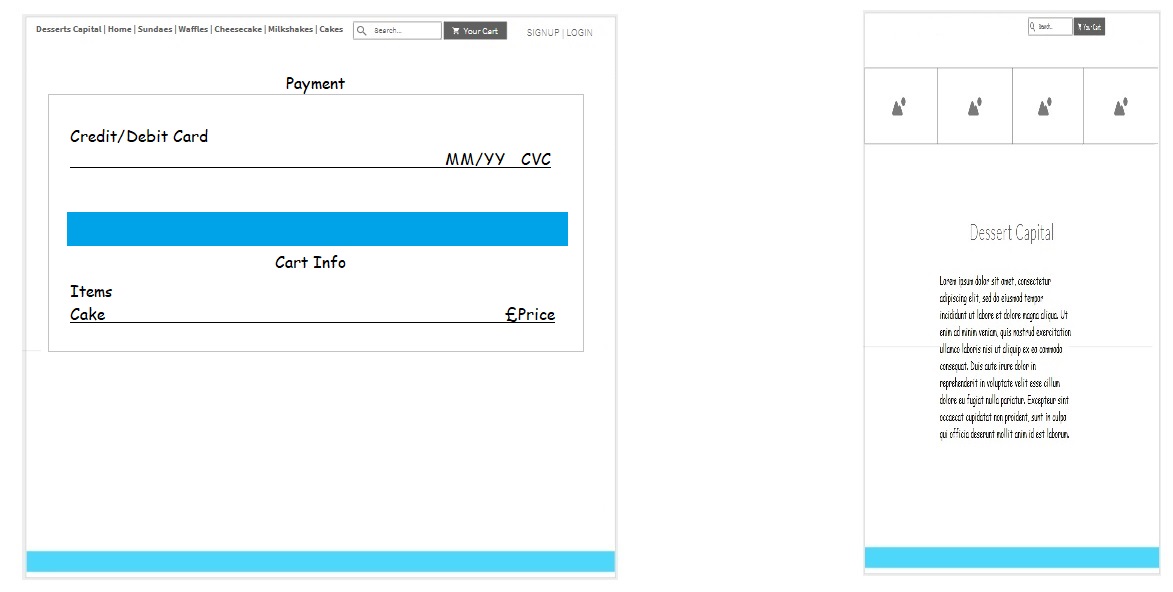 Desserts Capital | Home | Sundaes | Waffles | Cheesecake | Milkshakes | Cakes
Search...
Your Cart
SIGNUP | LOGIN
Payment
Credit/Debit Card
MM/YY CVC
Cart Info
Items
Cake £Price
Search...
Your Cart
Dessert Capital
Lorem ipsum dolor sit amet, consectetur
adipiscing elit, sed do eiusmod tempor
incididunt ut labore et dolore magna aliqua. Ut
enim ad minim veniam, quis nostrud exercitation
ullamco laboris nisi ut aliquip ex ea commodo
consequat. Duis aute irure dolor in
reprehenderit in voluptate velit esse cillum
dolore eu fugiat nulla pariatur. Excepteur sint
occaecat cupidatat non proident, sunt in culpa
qui officia deserunt mollit anim id est laborum.